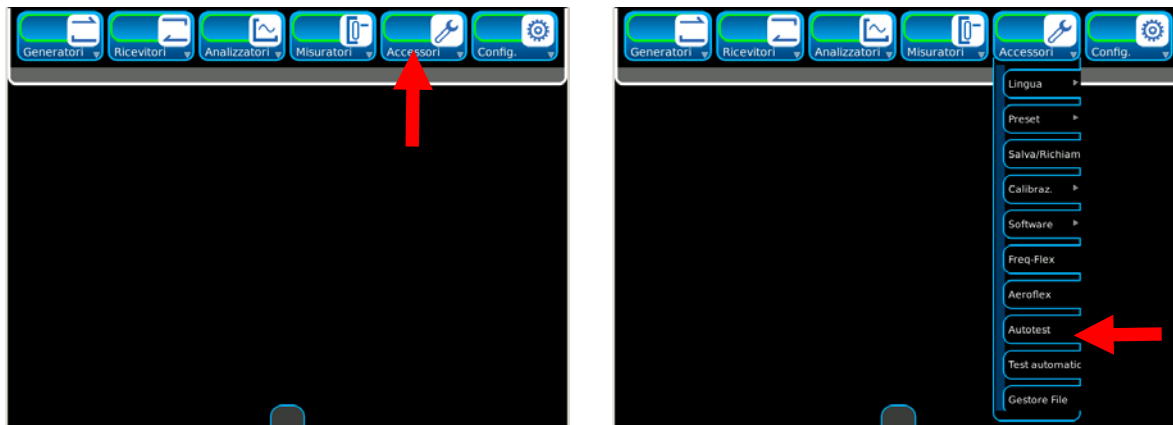 Generatori Ricevitori Analizzatori Misuratori Accessori Config.
Generatori Ricevitori Analizzatori Misuratori Accessori Config.
Lingua
Preset
Salva/Richiam
Calibraz.
Software
Freq-Flex
Aeroflex
Autotest
Test automatic
Gestore File